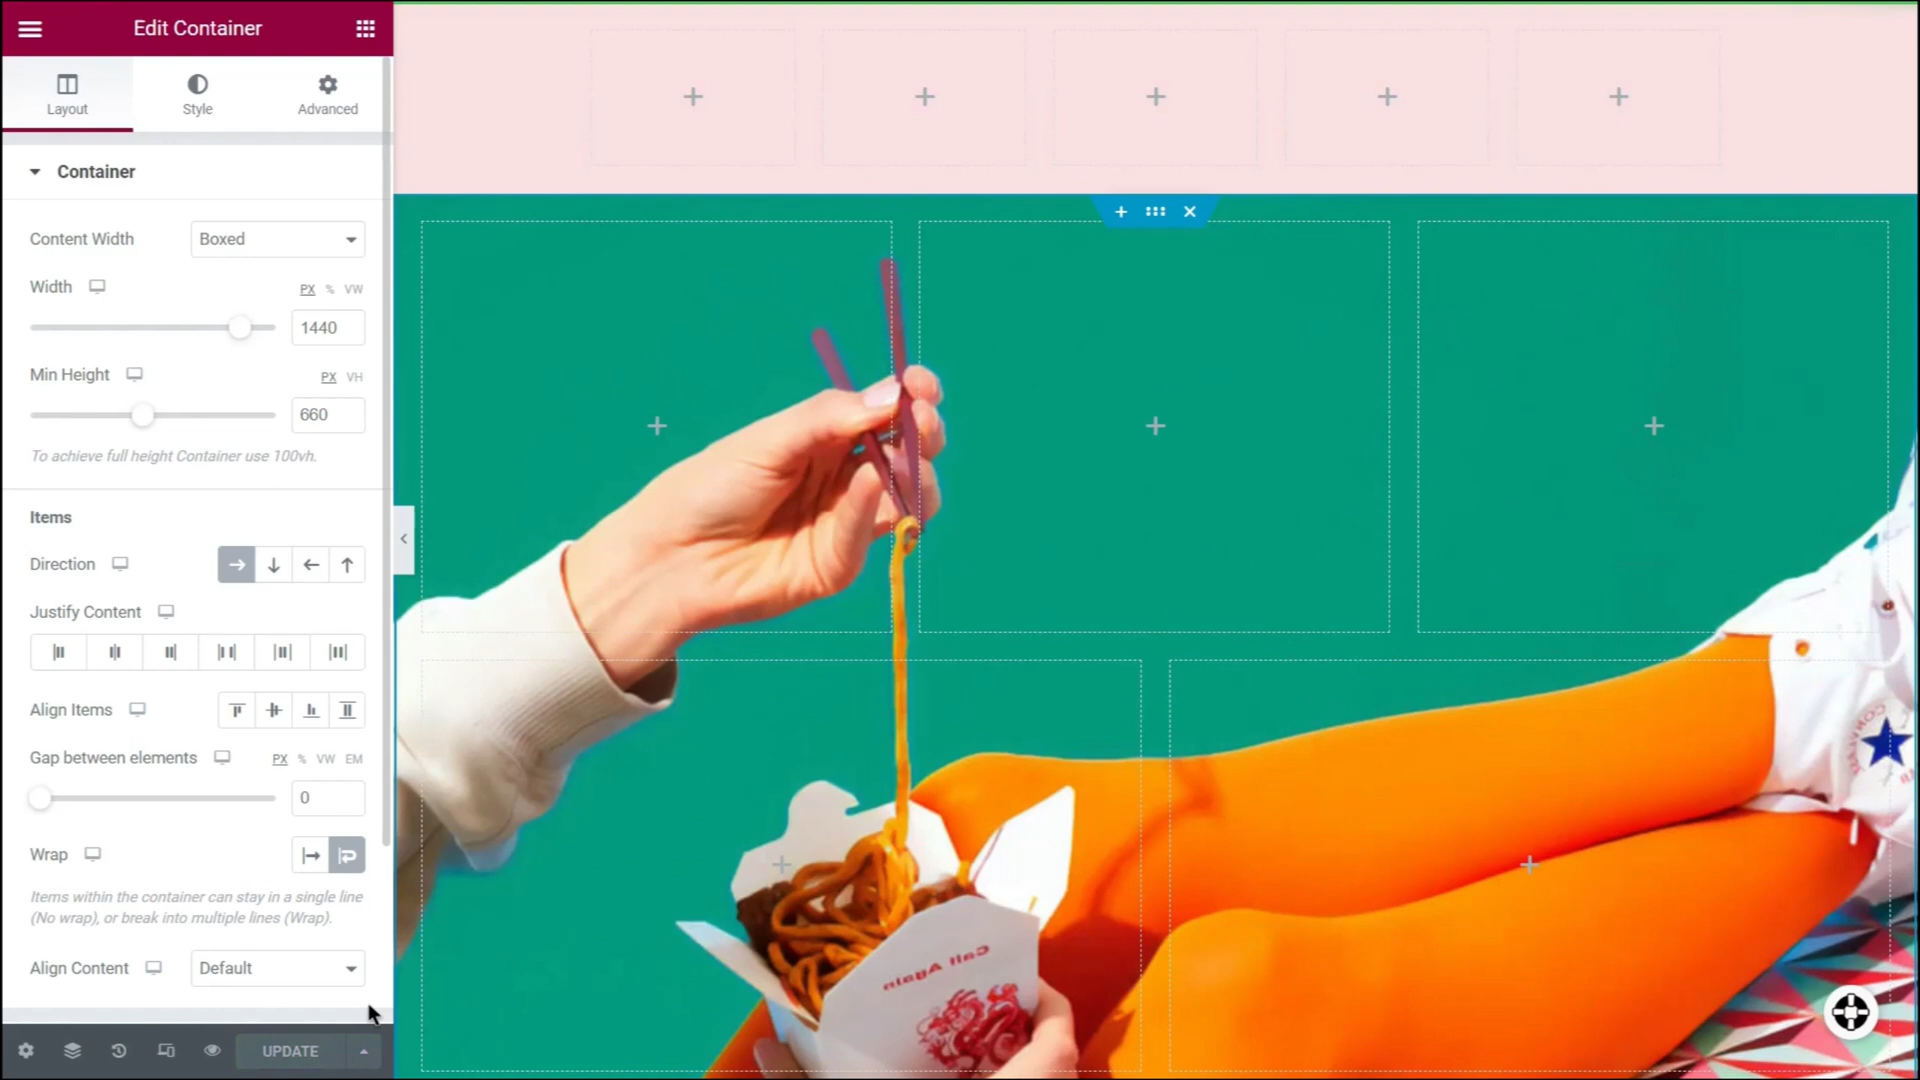 Edit Container
Layout
Style
Advanced
Container
Content Width
Boxed
Width
PX % VW
1440
Min Height
PX VH
660
To achieve full height Container use 100vh.
Items
Direction
Justify Content
Align Items
Gap between elements
PX % VW EM
0
Wrap
Items within the container can stay in a single line
(No wrap), or break into multiple lines (Wrap).
Align Content
Default
UPDATE
Call Again